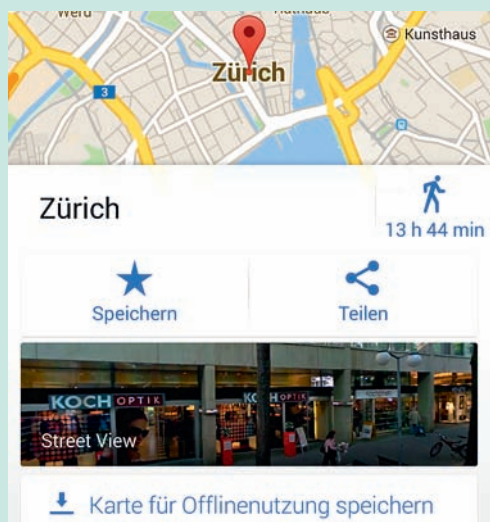 Werd
Rathaus
Kunsthaus
Zürich
3
Zürich
13 h 44 min
Speichern
Teilen
KOCH OPTIK
KOCH OPTIK
Street View
Karte für Offlinenutzung speichern